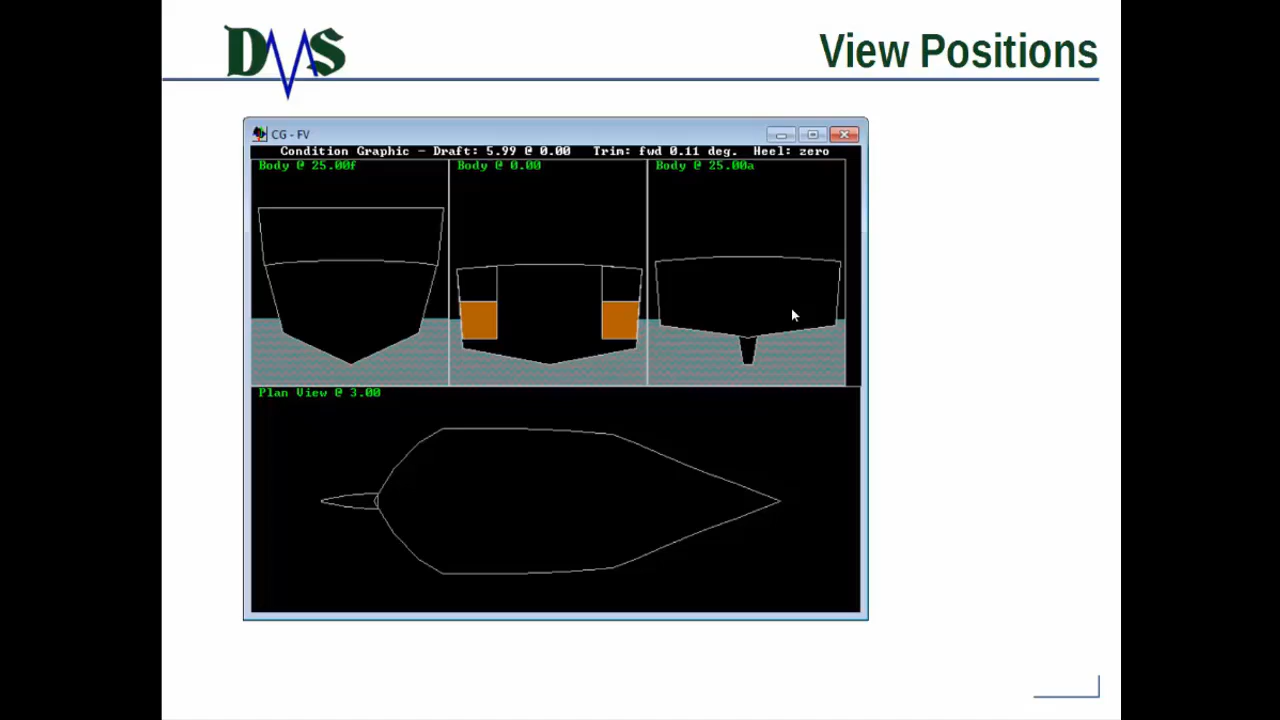 DMS
View Positions
CG - FV
Condition Graphic - Draft: 5.99 @ 0.00 Trim: fwd 0.11 deg. Heel: zero
Body @ 25.00f
Body @ 0.00
Body @ 25.00a
Plan View @ 3.00